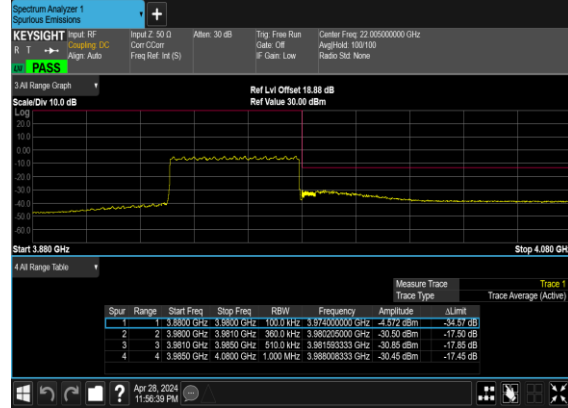 Spectrum Analyzer 1
Spurious Emissions
+
KEYSIGHT Input: RF Input Z: 50 Ω Atten: 30 dB Trig: Free Run Center Freq: 22.005000000 GHz
R T Coupling: DC Corr CCorr Gate: Off Avg|Hold: 100/100
Align: Auto Freq Ref: Int (S) IF Gain: Low Radio Std: None
PASS
3 All Range Graph
Ref Lvl Offset 18.88 dB
Scale/Div 10.0 dB Ref Value 30.00 dBm
Log
20.0
10.0
0.00
-10.0
-20.0
-30.0
-40.0
-50.0
-60.0
Start 3.880 GHz Stop 4.080 GH
4 All Range Table
Measure Trace Trace 1
Trace Type Trace Average (Active)
Spur Range Start Freq Stop Freq RBW Frequency Amplitude ΔLimit
1 1 3.8800 GHz 3.9800 GHz 100.0 kHz 3.974000000 GHz -4.572 dBm -34.57 dB
2 2 3.9800 GHz 3.9810 GHz 360.0 kHz 3.980205000 GHz -30.50 dBm -17.50 dB
3 3 3.9810 GHz 3.9850 GHz 510.0 kHz 3.981593333 GHz -30.85 dBm -17.85 dB
4 4 3.9850 GHz 4.0800 GHz 1.000 MHz 3.988008333 GHz -30.45 dBm -17.45 dB
? Apr 28, 2024
11:56:39 PM